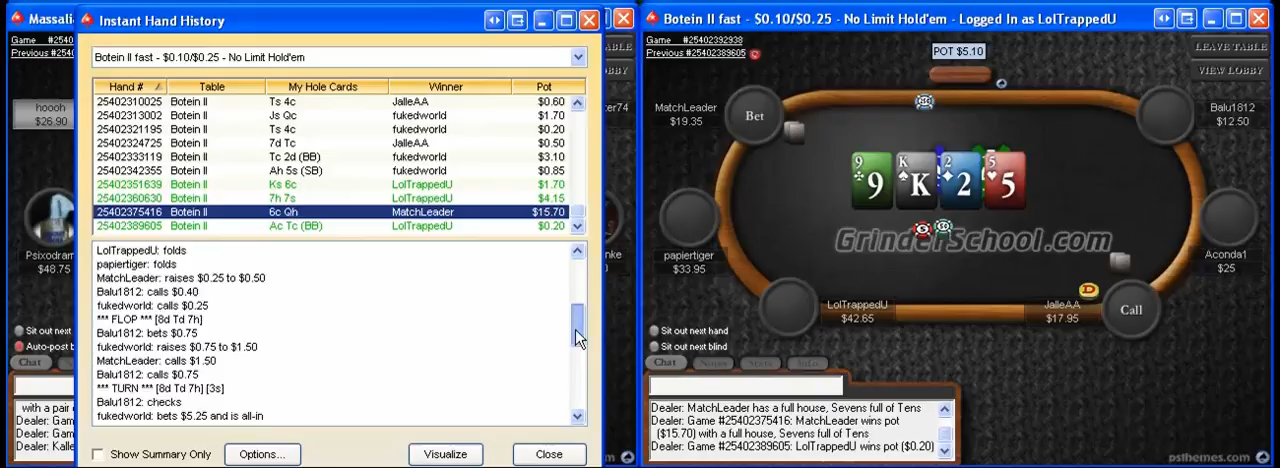 Massali
Game #25
Previous #2540
hoooh
$26.90
Psixodram
$48.75
Sit out next
Auto-post b
Chat
with a pair o
Dealer: Gam
Dealer: Gam
Dealer: Kalle
Instant Hand History
Botein II fast - $0.10/$0.25 - No Limit Hold'em
Hand # Table My Hole Cards Winner Pot
25402310025 Botein II Ts 4c JalleAA $0.60
25402313002 Botein II Js Qc fukedworld $1.70
25402321195 Botein II Ts 4c fukedworld $0.20
25402324725 Botein II 7d Tc JalleAA $0.50
25402333119 Botein II Tc 2d (BB) fukedworld $3.10
25402342355 Botein II Ah 5s (SB) fukedworld $0.85
25402351639 Botein II Ks 6c LolTrappedU $1.70
25402360630 Botein II 7h 7s LolTrappedU $4.15
25402375416 Botein II 6c Qh MatchLeader $15.70
25402389605 Botein II Ac Tc (BB) LolTrappedU $0.20
LolTrappedU: folds
papiertiger: folds
MatchLeader: raises $0.25 to $0.50
Balu1812: calls $0.40
fukedworld: calls $0.25
*** FLOP *** [8d Td 7h]
Balu1812: bets $0.75
fukedworld: raises $0.75 to $1.50
MatchLeader: calls $1.50
Balu1812: calls $0.75
*** TURN *** [8d Td 7h] [3s]
Balu1812: checks
fukedworld: bets $5.25 and is all-in
Show Summary Only
Options...
Visualize
Close
ABLE
BBY
ter74
nke
Botein II fast - $0.10/$0.25 - No Limit Hold'em - Logged In as LolTrappedU
Game #25402392938
Previous #25402389605
POT $5.10
LEAVE TABLE
VIEW LOBBY
MatchLeader
$19.35
Bet
Balu1812
$12.50
9 K 2 5
9 K 2 5
GrinderSchool.com
papiertiger
$33.95
Aconda1
$25
D
LolTrappedU
$42.65
JalleAA
$17.95
Call
Sit out next hand
Sit out next blind
Chat Notes Stats Info
Dealer: MatchLeader has a full house, Sevens full of Tens
Dealer: Game #25402375416: MatchLeader wins pot
($15.70) with a full house, Sevens full of Tens
Dealer: Game #25402389605: LolTrappedU wins pot ($0.20)
psthemes.com